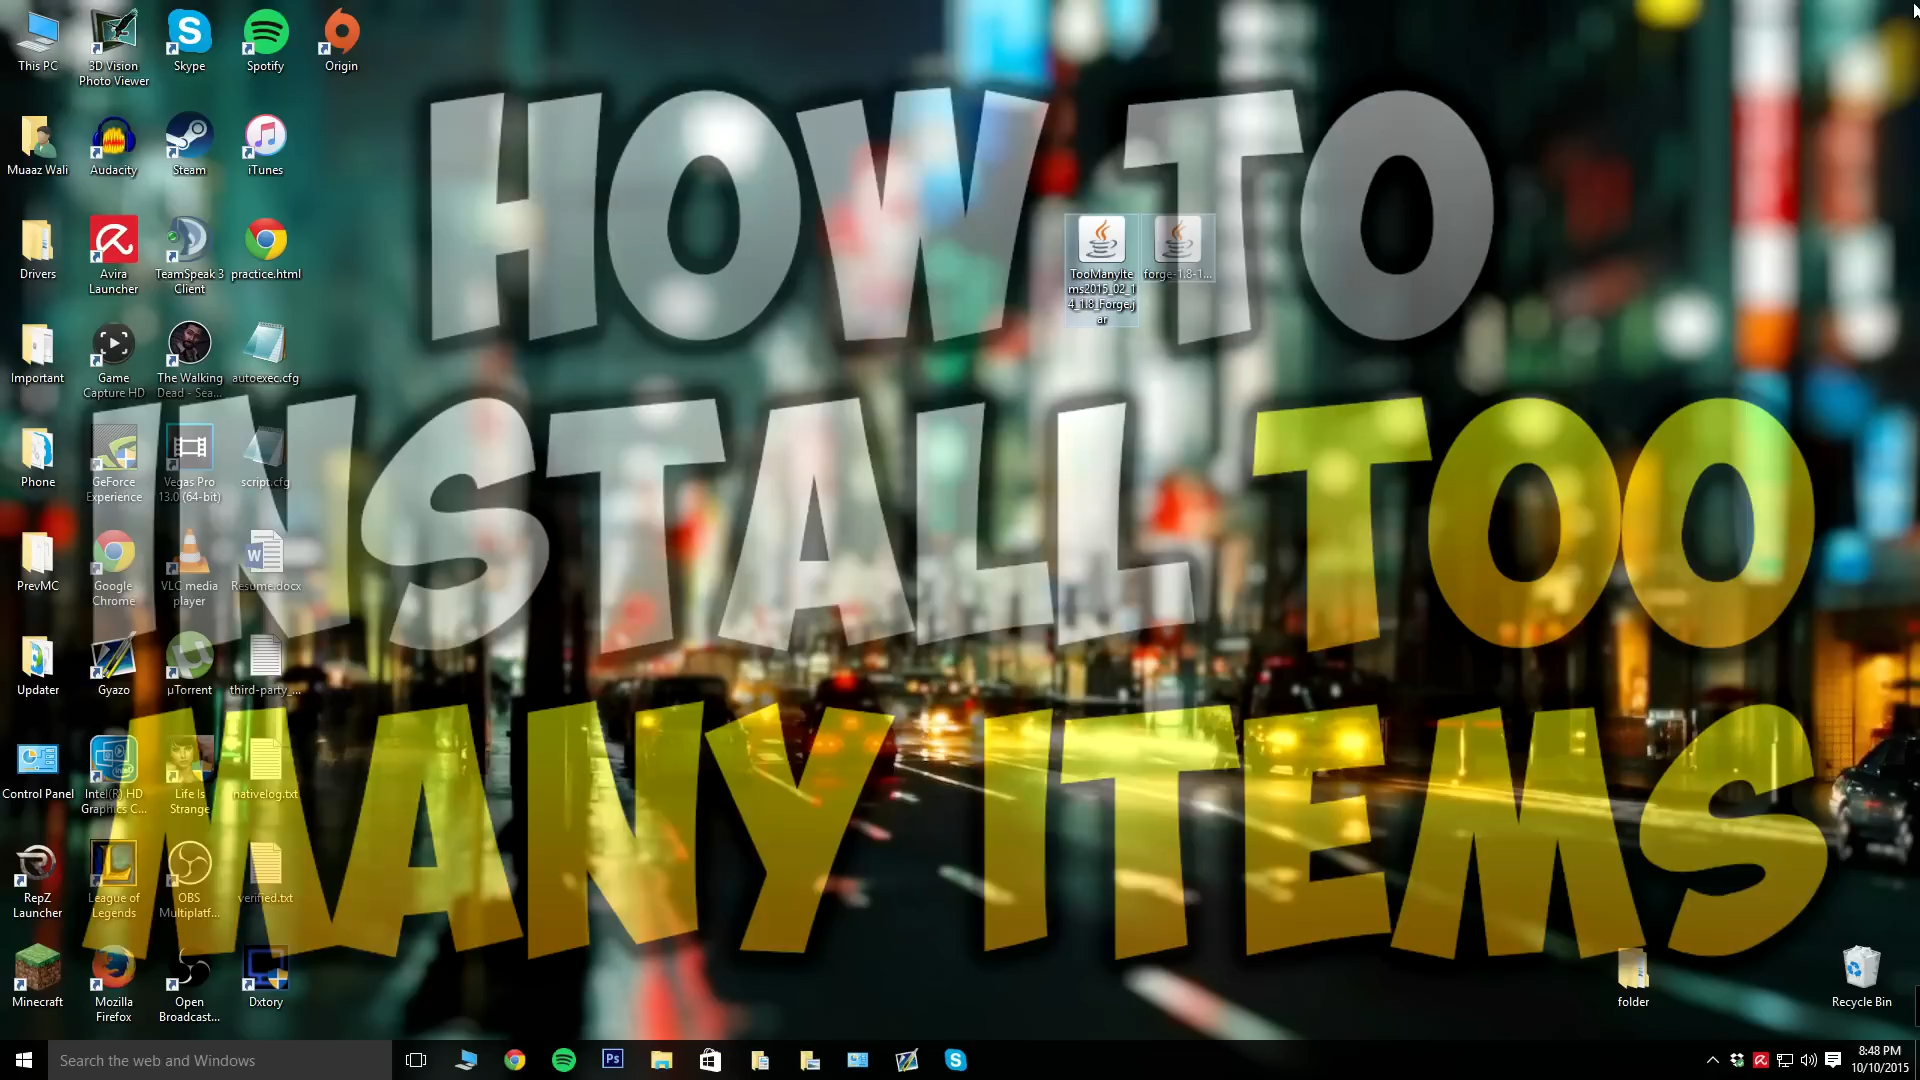 HOW TO
INSTALL TOO
MANY ITEMS
This PC
3D Vision
Photo Viewer
Skype
Spotify
Origin
Muaaz Wali
Audacity
Steam
iTunes
Drivers
Avira
Launcher
TeamSpeak 3
Client
practice.html
TooManyIte
ms2015_02_1
4_1.8_Forge.j
ar
forge-1.8-1...
Important
Game
Capture HD
The Walking
Dead - Sea...
autoexec.cfg
Phone
GeForce
Experience
Vegas Pro
13.0 (64-bit)
script.cfg
PrevMC
Google
Chrome
VLC media
player
Resume.docx
Updater
Gyazo
µTorrent
third-party_...
Control Panel
Intel(R) HD
Graphics C...
Life Is
Strange
nativelog.txt
RepZ
Launcher
League of
Legends
OBS
Multiplatf...
verified.txt
Minecraft
Mozilla
Firefox
Open
Broadcast...
Dxtory
folder
Recycle Bin
Search the web and Windows
Ps
8:48 PM
10/10/2015